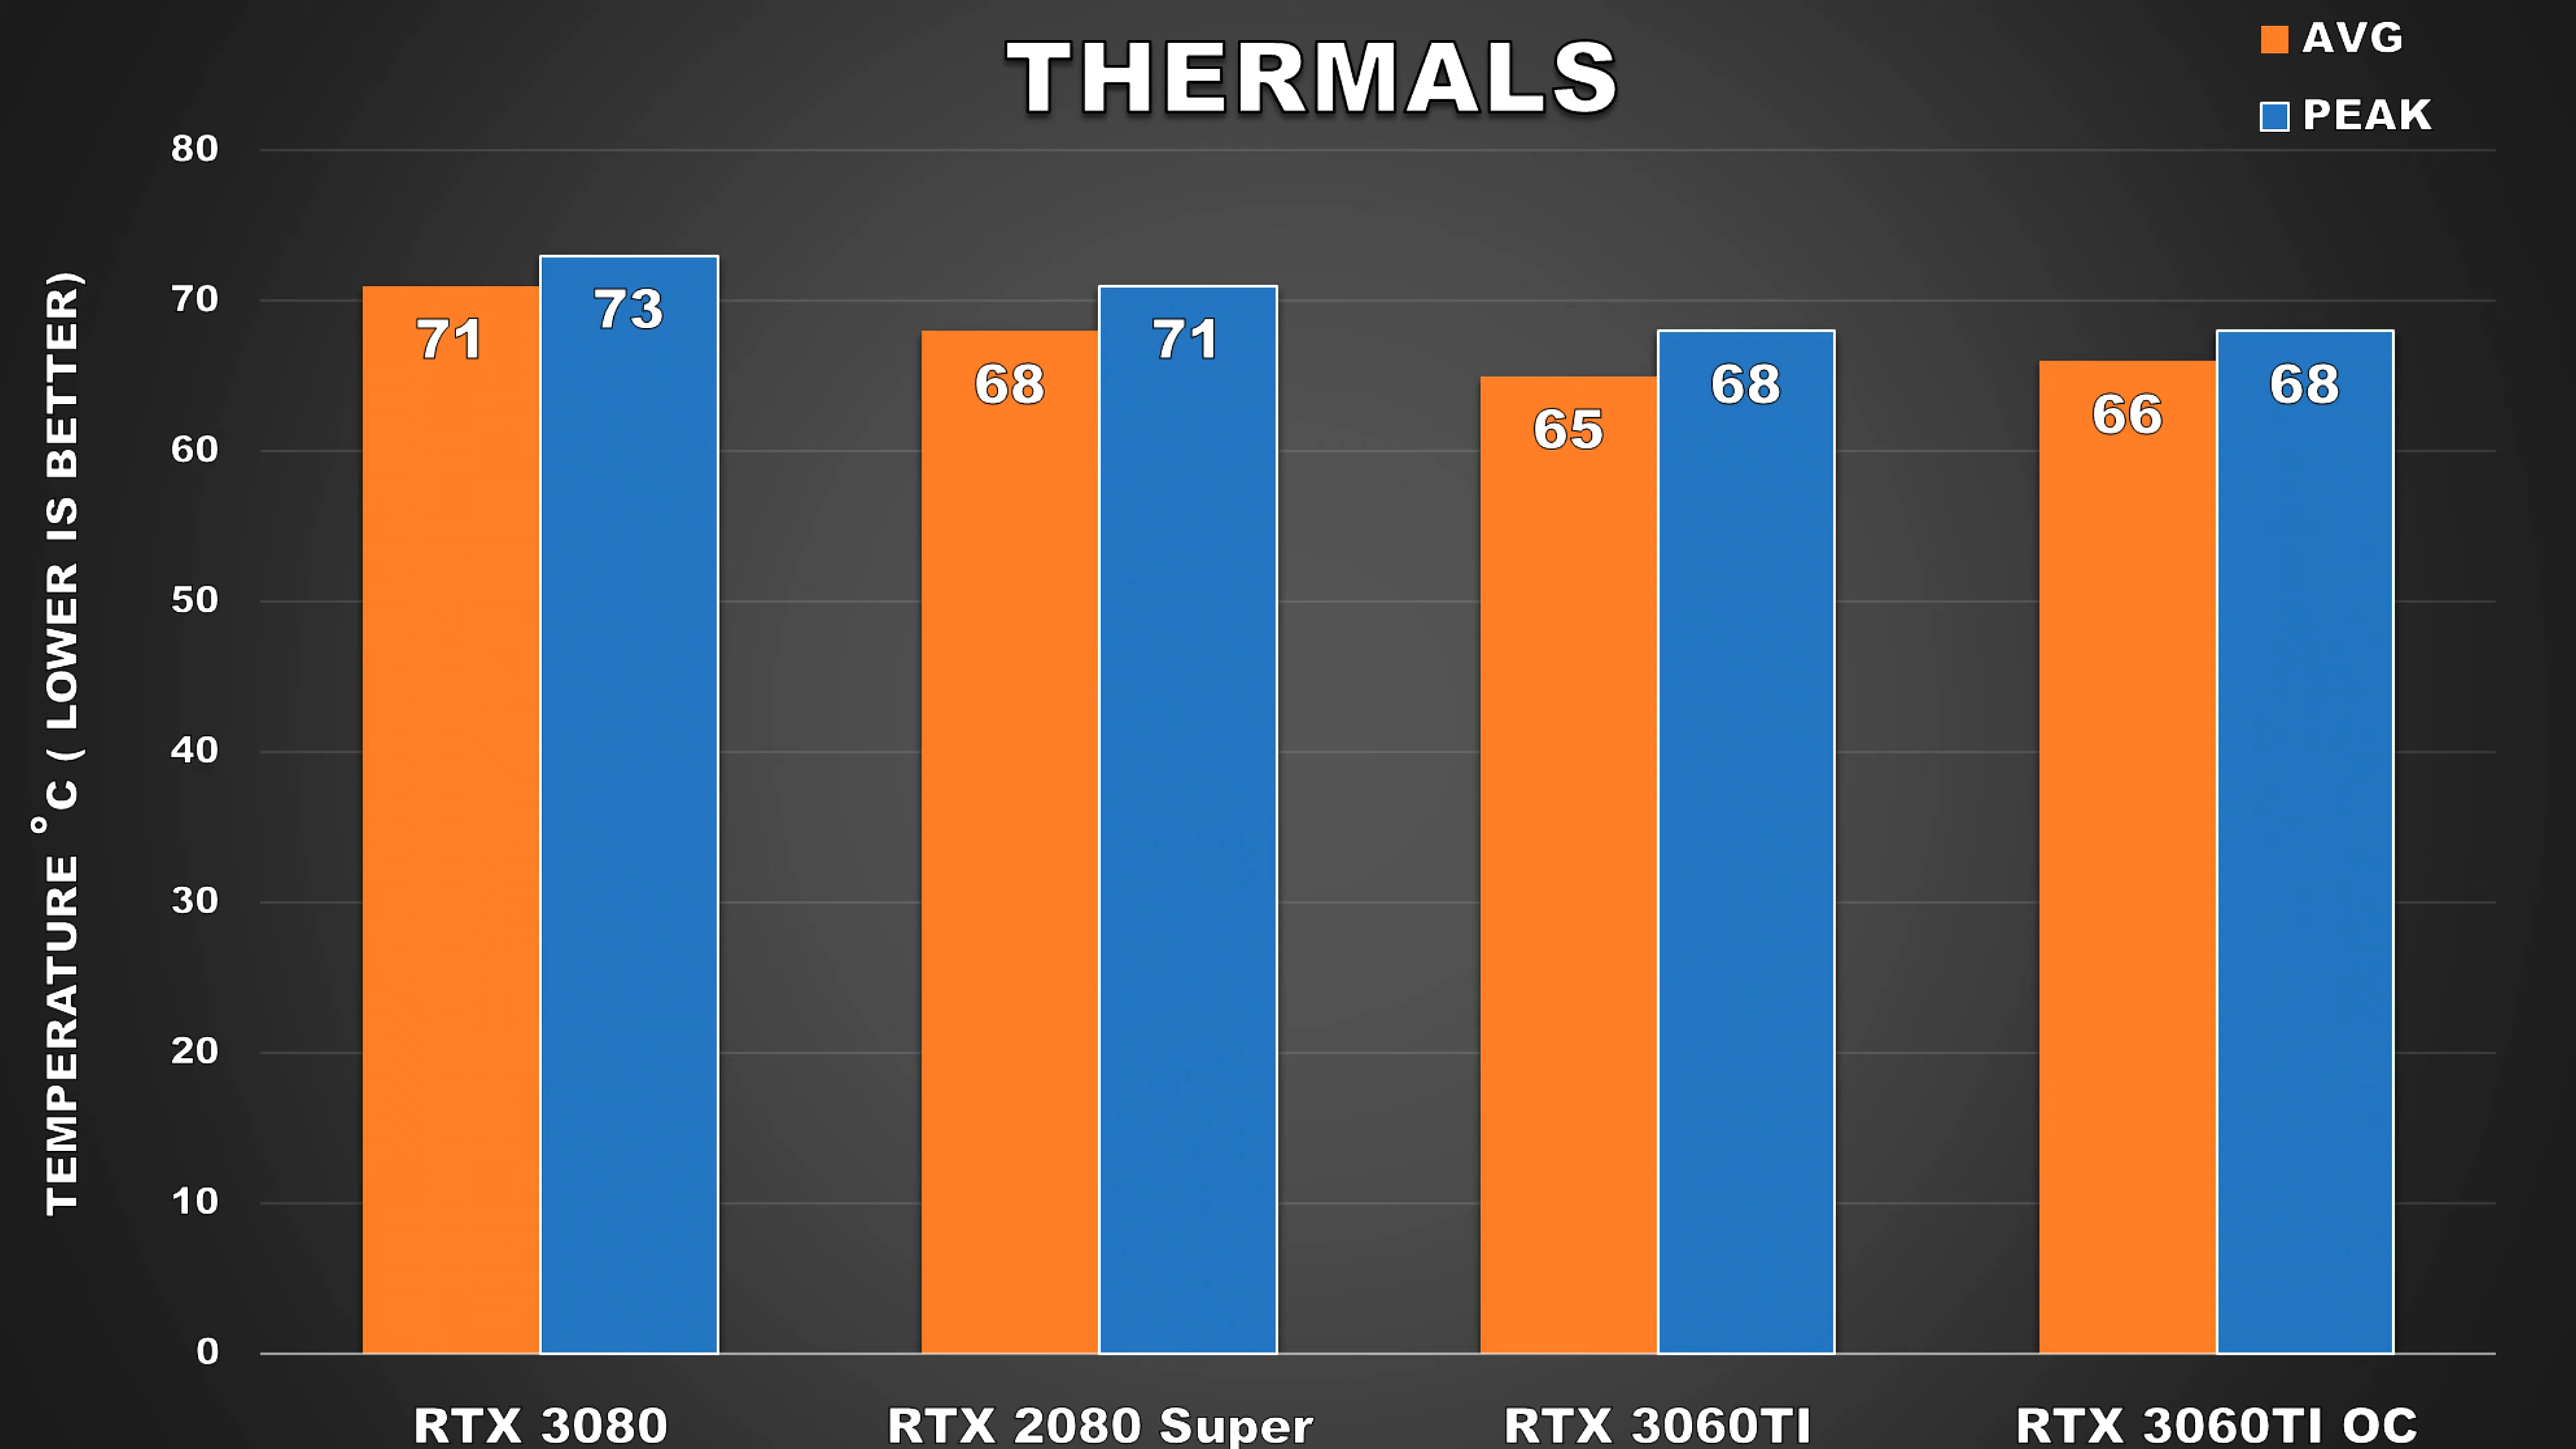 THERMALS
AVG
PEAK
TEMPERATURE °C ( LOWER IS BETTER)
80
70
60
50
40
30
20
10
0
71
73
68
71
65
68
66
68
RTX 3080
RTX 2080 Super
RTX 3060TI
RTX 3060TI OC